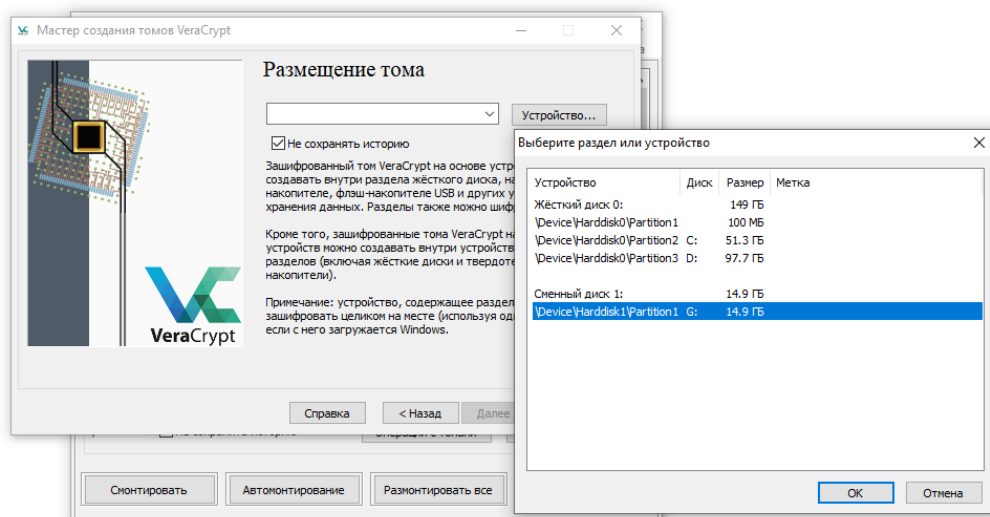 Мастер создания томов VeraCrypt
Размещение тома
Устройство...
Не сохранять историю
Зашифрованный том VeraCrypt на основе устр
создавать внутри раздела жёсткого диска, на
накопителе, флэш-накопителе USB и других у
хранения данных. Разделы также можно шиф
Кроме того, зашифрованные тома VeraCrypt н
устройств можно создавать внутри устройств
разделов (включая жёсткие диски и твердоте
накопители).
Примечание: устройство, содержащее раздел
зашифровать целиком на месте (используя од
если с него загружается Windows.
VeraCrypt
Справка
< Назад
Далее
Выберите раздел или устройство
Устройство Диск Размер Метка
Жёсткий диск 0: 149 ГБ
\Device\Harddisk0\Partition1 100 МБ
\Device\Harddisk0\Partition2 C: 51.3 ГБ
\Device\Harddisk0\Partition3 D: 97.7 ГБ
Сменный диск 1: 14.9 ГБ
\Device\Harddisk1\Partition1 G: 14.9 ГБ
OK
Отмена
Смонтировать
Автомонтирование
Размонтировать все